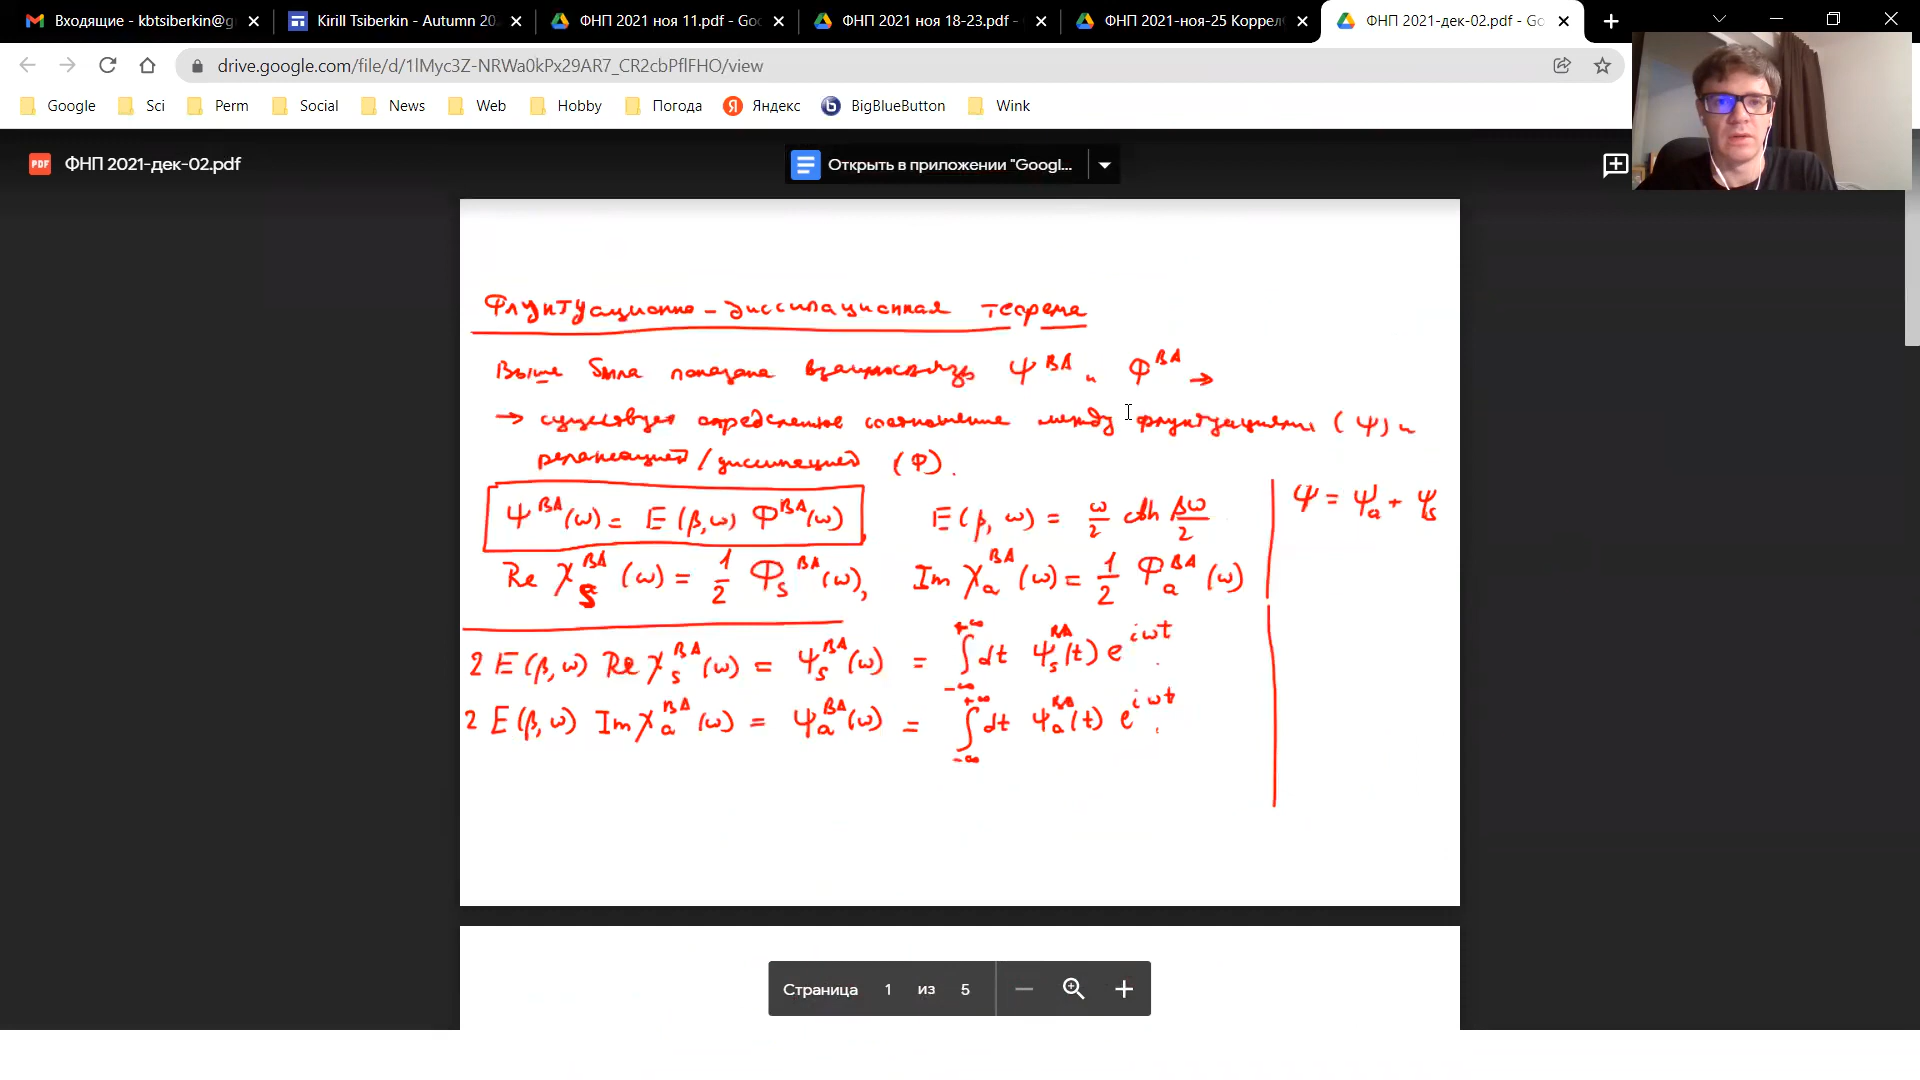 Входящие - kbtsiberkin@g
Kirill Tsiberkin - Autumn 20
ФНП 2021 ноя 11.pdf - Goo
ФНП 2021 ноя 18-23.pdf -
ФНП 2021-ноя-25 Коррел
ФНП 2021-дек-02.pdf - Go
drive.google.com/file/d/1lMyc3Z-NRWa0kPx29AR7_CR2cbPflFHO/view
Google
Sci
Perm
Social
News
Web
Hobby
Погода
Яндекс
BigBlueButton
Wink
PDF
ФНП 2021-дек-02.pdf
Открыть в приложении "Googl...
Флуктуационно - диссипационная теорема
Выше была показана взаимосвязь Ψ^BA и Φ^BA →
→ существует определенное соотношение между флуктуациями (Ψ) и
релаксацией/диссипацией (Φ).
Ψ^BA(ω) = E(β,ω) Φ^BA(ω) , E(β, ω) = ω/2 cth βω/2 Ψ = Ψ_a + Ψ_s
Re χ_s^BA (ω) = 1/2 Φ_s^BA(ω), Im χ_a^BA (ω) = 1/2 Φ_a^BA (ω)
2 E(β,ω) Re χ_s^BA(ω) = Ψ_s^BA(ω) = ∫_{-∞}^{+∞} dt Ψ_s^BA(t) e^{iωt}
2 E(β,ω) Im χ_a^BA (ω) = Ψ_a^BA(ω) = ∫_{-∞}^{+∞} dt Ψ_a^BA(t) e^{iωt}
Страница 1 из 5